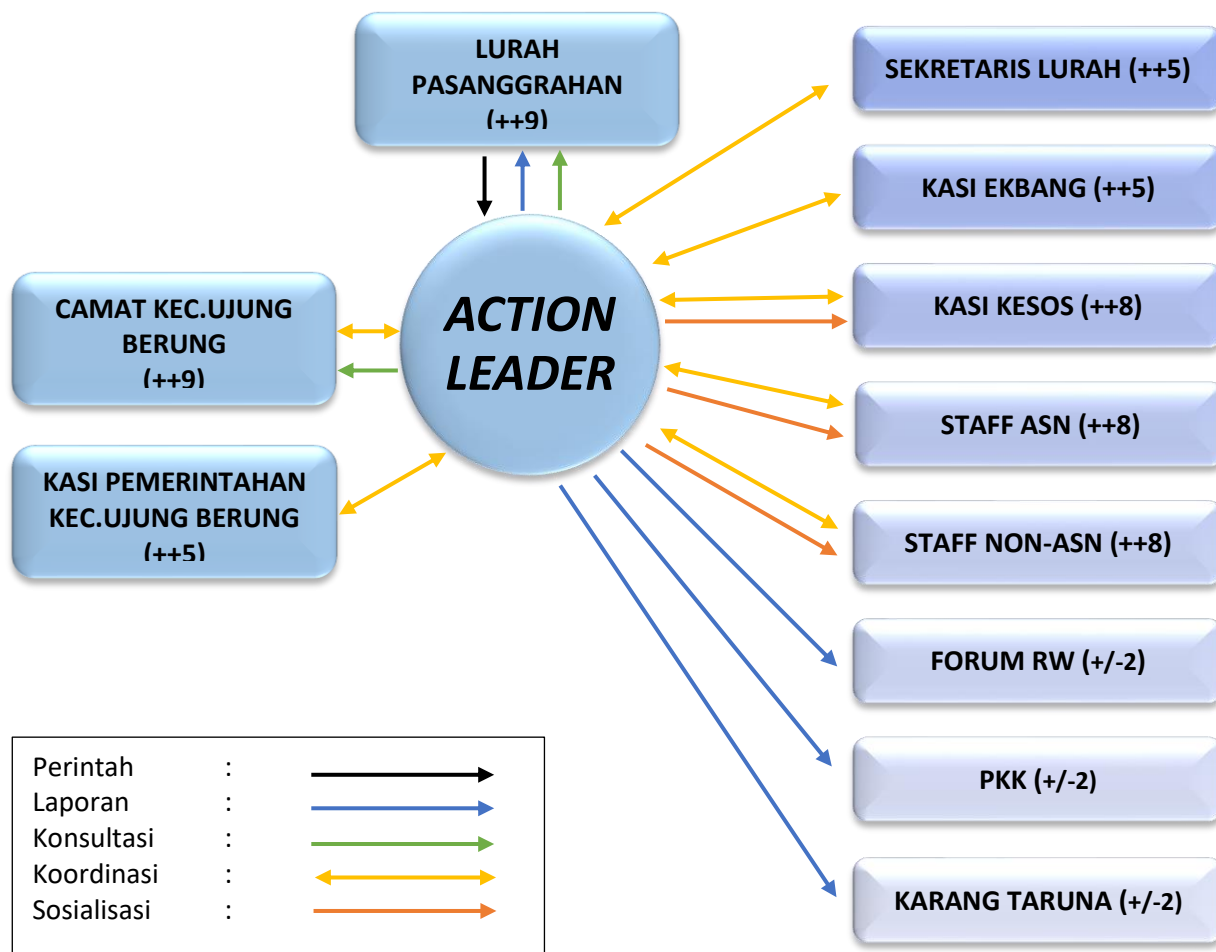 LURAH
PASANGGRAHAN
(++9)
SEKRETARIS LURAH (++5)
KASI EKBANG (++5)
KASI KESOS (++8)
STAFF ASN (++8)
STAFF NON-ASN (++8)
FORUM RW (+/-2)
PKK (+/-2)
KARANG TARUNA (+/-2)
ACTION
LEADER
CAMAT KEC.UJUNG
BERUNG
(++9)
KASI PEMERINTAHAN
KEC.UJUNG BERUNG
(++5)
Perintah :
Laporan :
Konsultasi :
Koordinasi :
Sosialisasi :